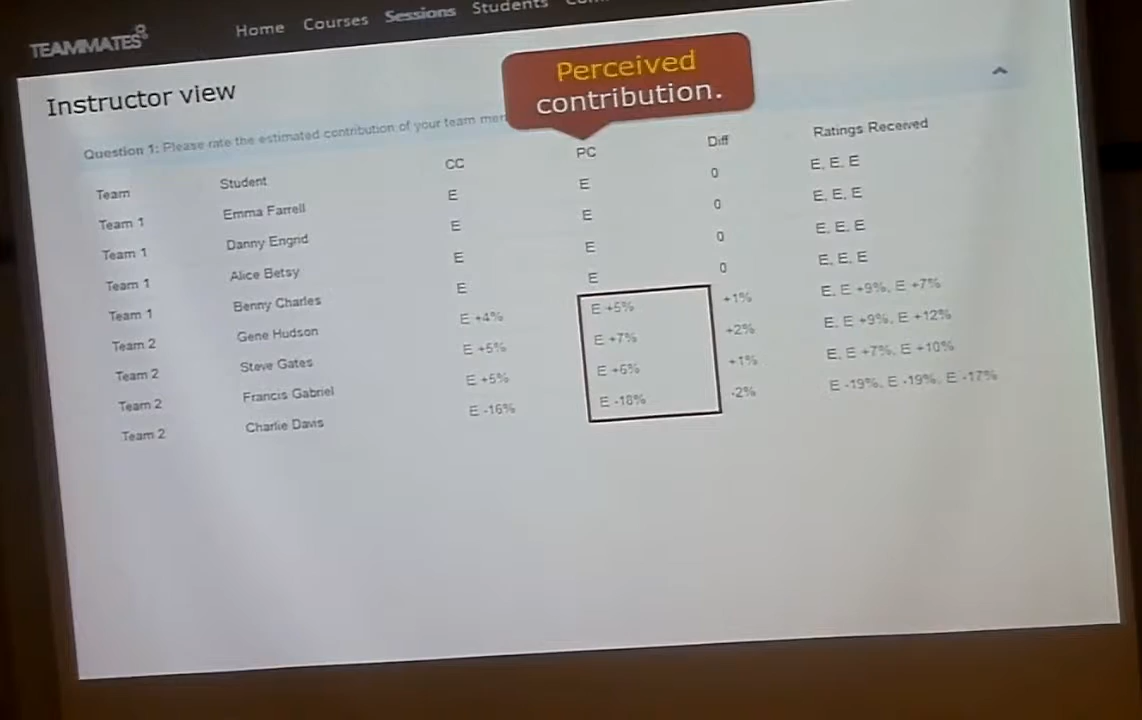 TEAMMATES
Home Courses Sessions Students
Perceived
contribution.
Instructor view
Question 1: Please rate the estimated contribution of your team
Team Student CC PC Diff Ratings Received
Team 1 Emma Farrell E E 0 E, E, E
Team 1 Danny Engrid E E 0 E, E, E
Team 1 Alice Betsy E E 0 E, E, E
Team 1 Benny Charles E E 0 E, E, E
Team 2 Gene Hudson E +4% E +5% +1% E, E +9%, E +7%
Team 2 Steve Gates E +5% E +7% +2% E, E +9%, E +12%
Team 2 Francis Gabriel E +5% E +6% +1% E, E +7%, E +10%
Team 2 Charlie Davis E -16% E -18% -2% E -19%, E -19%, E -17%